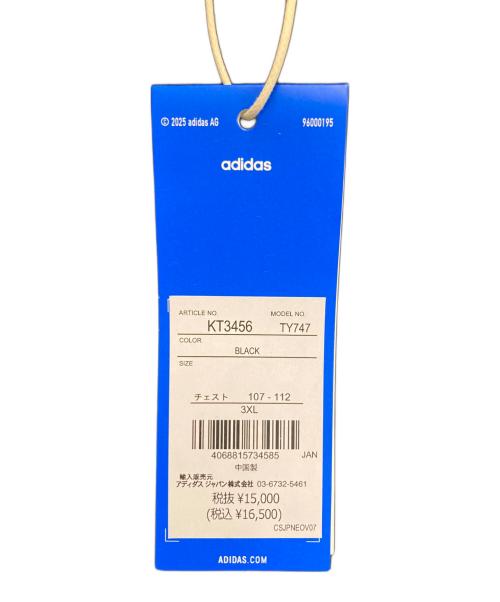 © 2025 adidas AG 96000195
adidas
ARTICLE NO. MODEL NO.
KT3456 TY747
COLOR
BLACK
SIZE
チェスト 107 - 112
3XL
4068815734585 JAN
中国製
輸入販売元
アディダス ジャパン株式会社 03-6732-5461
税抜 ¥15,000
(税込 ¥16,500)
CSJPNEOV07
ADIDAS.COM